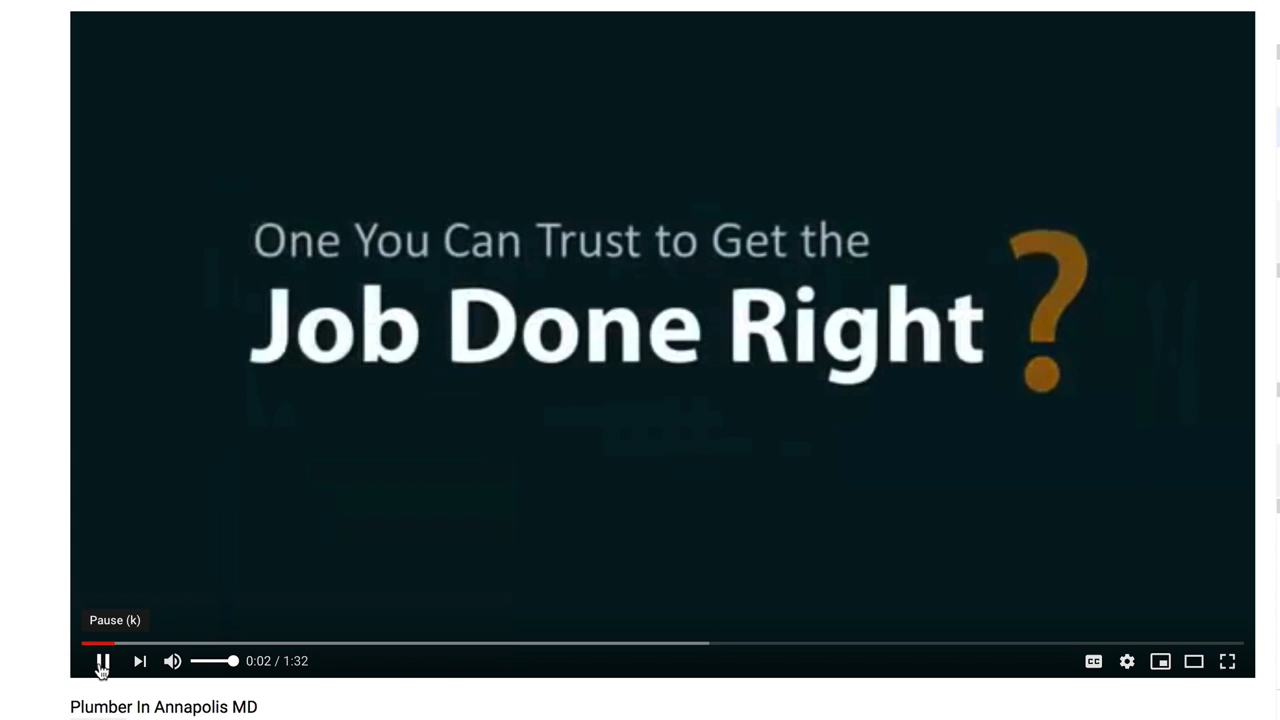 One You Can Trust to Get the
Job Done Right?
Pause (k)
0:02 / 1:32
CC
Plumber In Annapolis MD